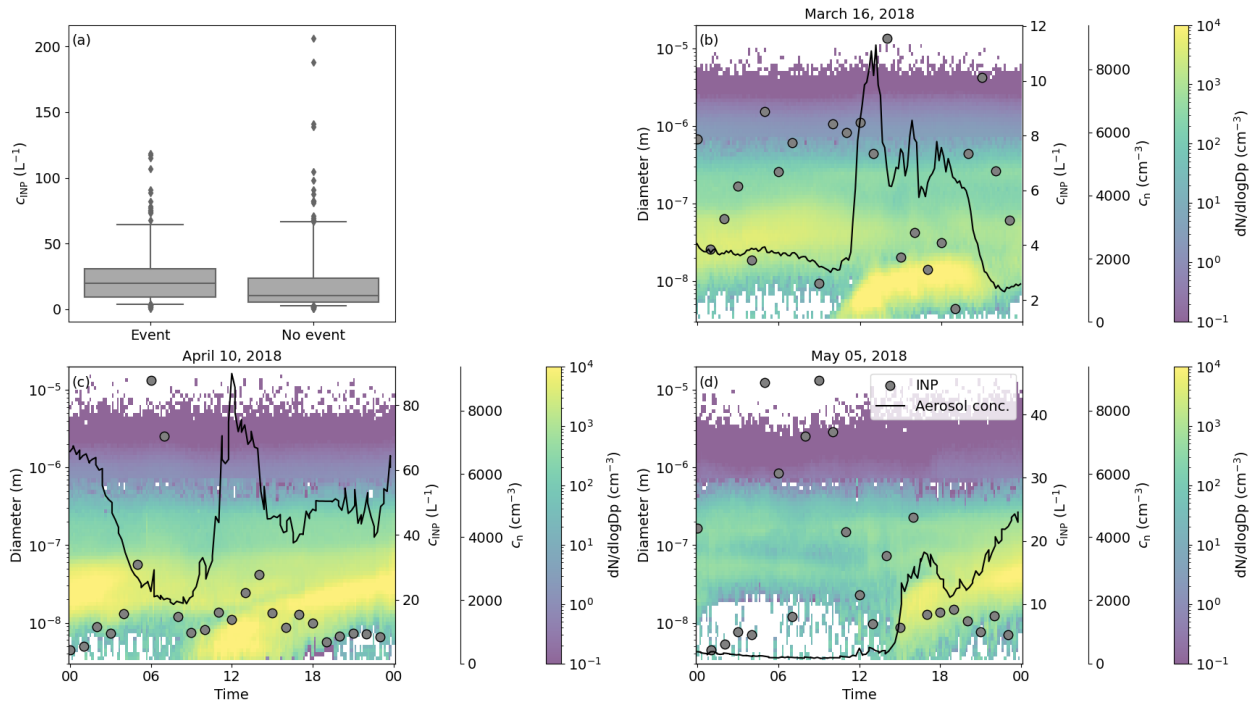 (a)
200
150
100
50
0
c_INP (L⁻¹)
Event
No event
March 16, 2018
(b)
10⁻⁵
10⁻⁶
10⁻⁷
10⁻⁸
Diameter (m)
12
10
8
6
4
2
c_INP (L⁻¹)
8000
6000
4000
2000
0
c_n (cm⁻³)
10⁴
10³
10²
10¹
10⁰
10⁻¹
dN/dlogDp (cm⁻³)
April 10, 2018
(c)
10⁻⁵
10⁻⁶
10⁻⁷
10⁻⁸
Diameter (m)
00
06
12
18
00
Time
80
60
40
20
c_INP (L⁻¹)
8000
6000
4000
2000
0
c_n (cm⁻³)
10⁴
10³
10²
10¹
10⁰
10⁻¹
dN/dlogDp (cm⁻³)
May 05, 2018
(d)
INP
Aerosol conc.
10⁻⁵
10⁻⁶
10⁻⁷
10⁻⁸
Diameter (m)
00
06
12
18
00
Time
40
30
20
10
c_INP (L⁻¹)
8000
6000
4000
2000
0
c_n (cm⁻³)
10⁴
10³
10²
10¹
10⁰
10⁻¹
dN/dlogDp (cm⁻³)